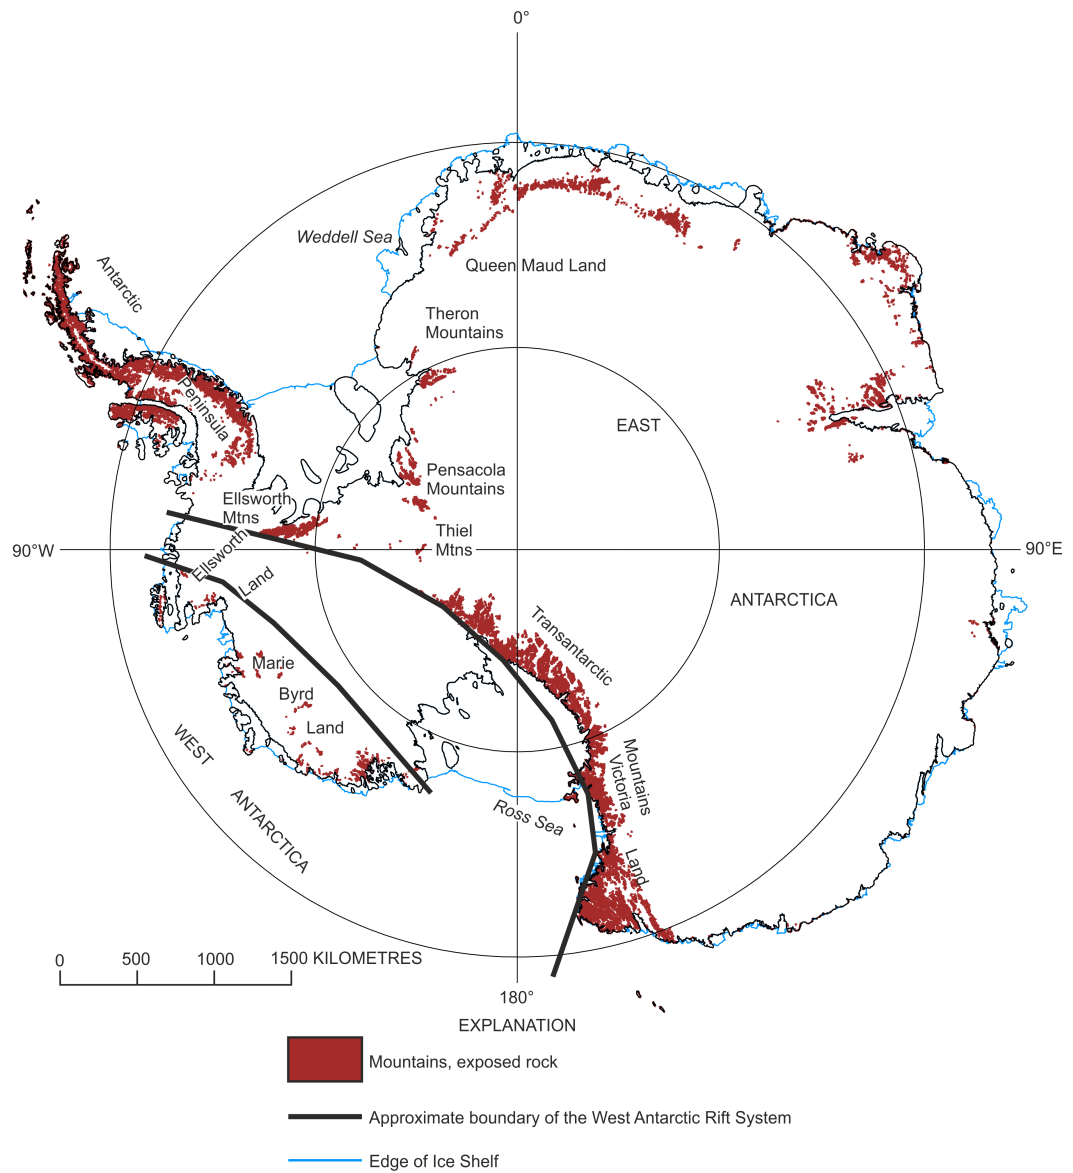 0°
Weddell Sea
Antarctic
Queen Maud Land
Theron
Mountains
Peninsula
EAST
Pensacola
Mountains
Ellsworth
Mtns
Thiel
Mtns
90°W
90°E
Ellsworth
Land
ANTARCTICA
Transantarctic
Marie
Byrd
Land
WEST
ANTARCTICA
Mountains
Victoria
Ross Sea
Land
0 500 1000 1500 KILOMETRES
180°
EXPLANATION
Mountains, exposed rock
Approximate boundary of the West Antarctic Rift System
Edge of Ice Shelf